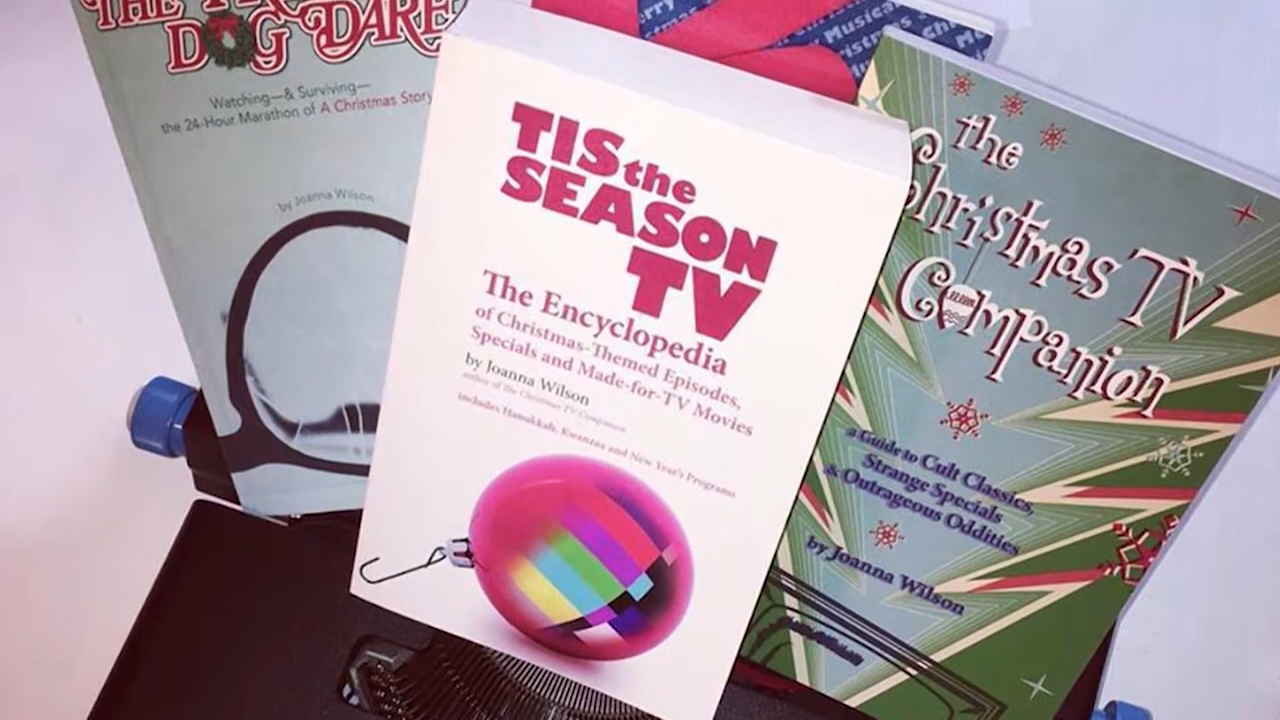 THE
DOG DARE
Watching—& Surviving—
the 24-Hour Marathon of A Christmas Story
by Joanna Wilson
TIS the
SEASON
TV
The Encyclopedia
of Christmas-Themed Episodes,
Specials and Made-for-TV Movies
by Joanna Wilson
author of The Christmas TV Companion
includes Hanukkah, Kwanzaa and New Year's Programs
Musica
the
Christmas TV
Companion
a Guide to Cult Classics,
Strange Specials
& Outrageous Oddities
by Joanna Wilson